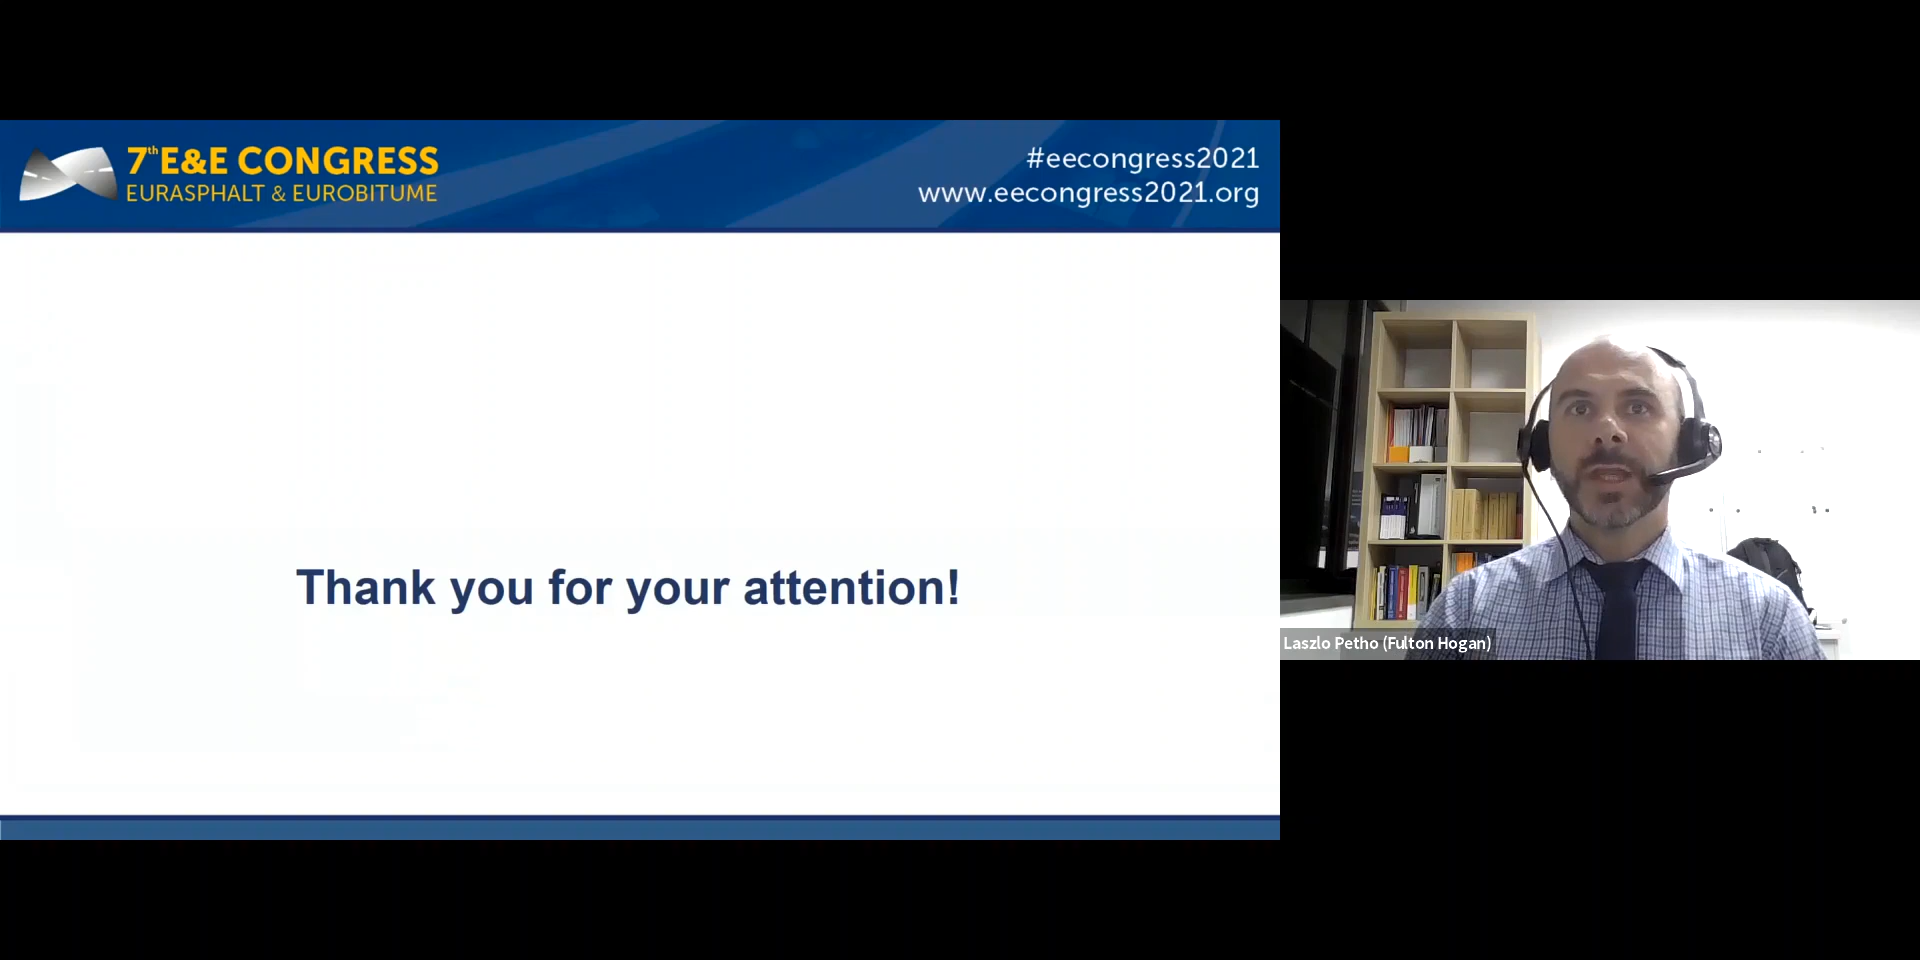 7th E&E CONGRESS
EURASPHALT & EUROBITUME
#eecongress2021
www.eecongress2021.org
Thank you for your attention!
Laszlo Petho (Fulton Hogan)